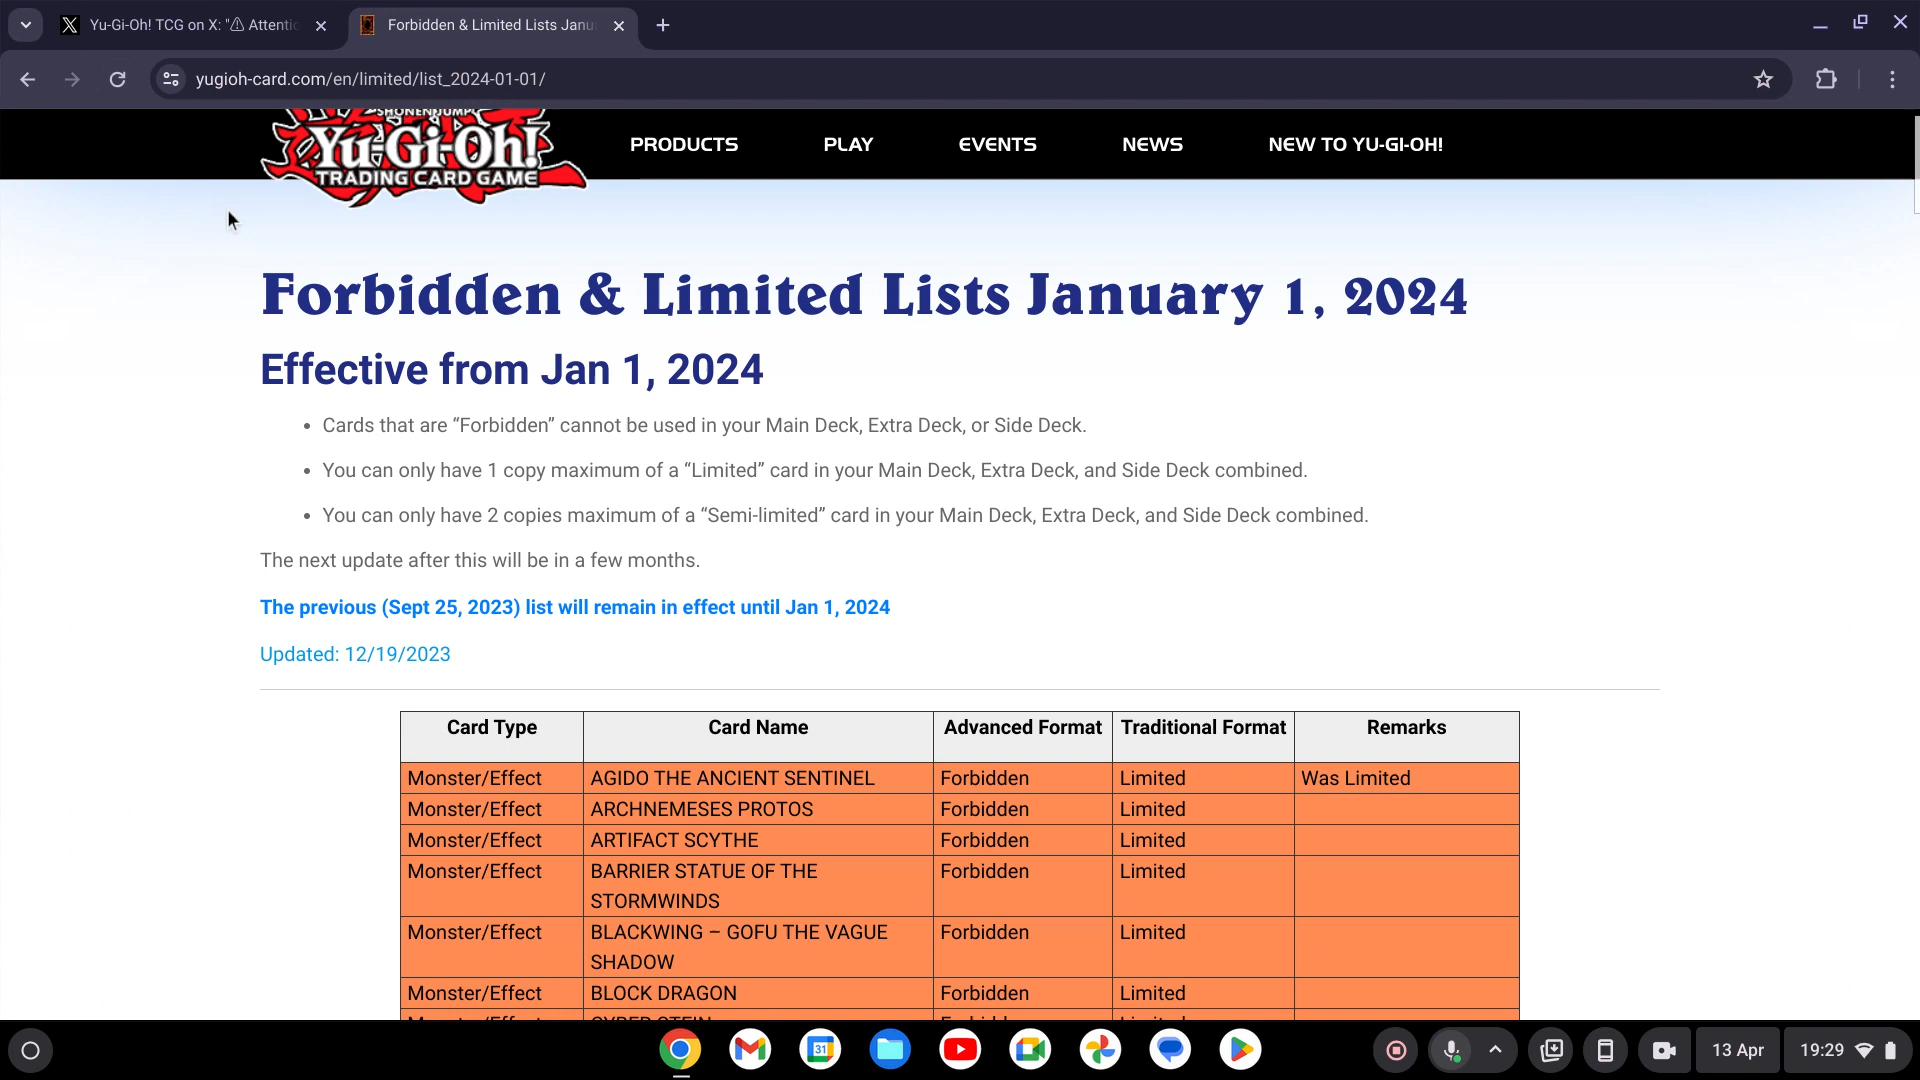 Yu-Gi-Oh! TCG on X: "⚠ Attentio
Forbidden & Limited Lists Janu
yugioh-card.com/en/limited/list_2024-01-01/
SHONEN JUMP
Yu-Gi-Oh!
TRADING CARD GAME
PRODUCTS PLAY EVENTS NEWS NEW TO YU-GI-OH!
Forbidden & Limited Lists January 1, 2024
Effective from Jan 1, 2024
• Cards that are “Forbidden” cannot be used in your Main Deck, Extra Deck, or Side Deck.
• You can only have 1 copy maximum of a “Limited” card in your Main Deck, Extra Deck, and Side Deck combined.
• You can only have 2 copies maximum of a “Semi-limited” card in your Main Deck, Extra Deck, and Side Deck combined.
The next update after this will be in a few months.
The previous (Sept 25, 2023) list will remain in effect until Jan 1, 2024
Updated: 12/19/2023
Card Type Card Name Advanced Format Traditional Format Remarks
Monster/Effect AGIDO THE ANCIENT SENTINEL Forbidden Limited Was Limited
Monster/Effect ARCHNEMESES PROTOS Forbidden Limited
Monster/Effect ARTIFACT SCYTHE Forbidden Limited
Monster/Effect BARRIER STATUE OF THE Forbidden Limited
STORMWINDS
Monster/Effect BLACKWING – GOFU THE VAGUE Forbidden Limited
SHADOW
Monster/Effect BLOCK DRAGON Forbidden Limited
31
13 Apr 19:29